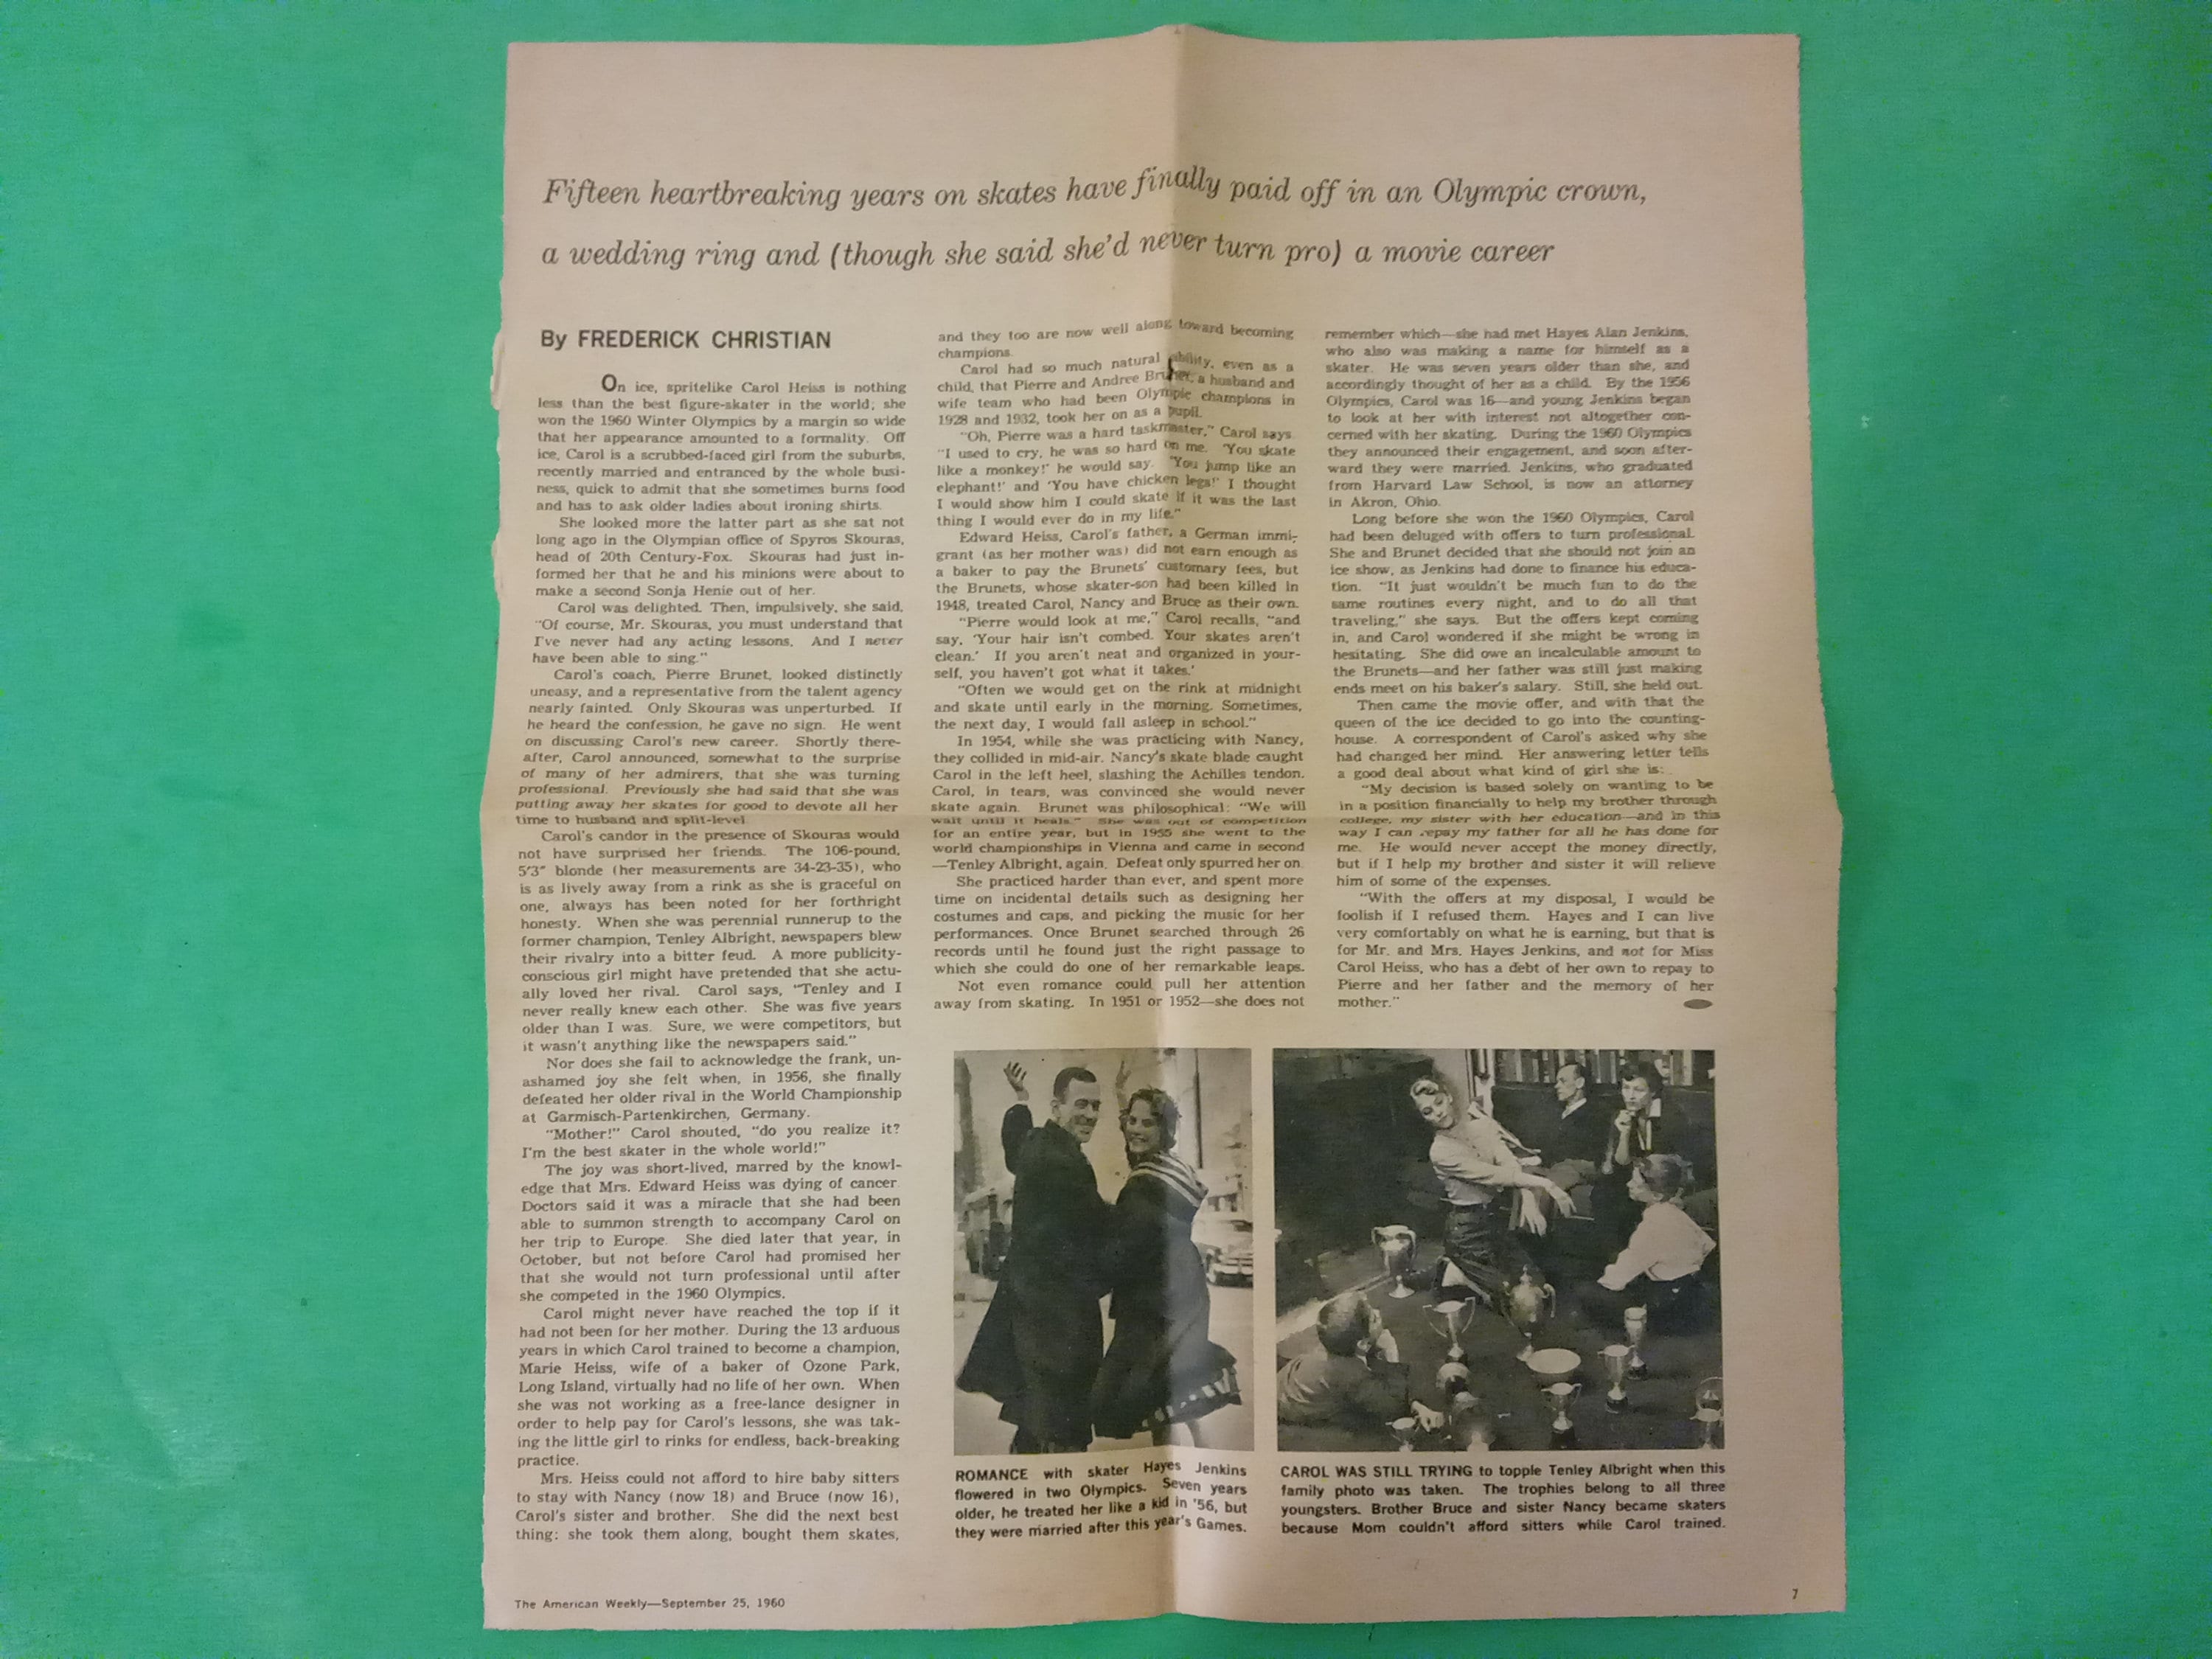 Fifteen heartbreaking years on skates have finally paid off in an Olympic crown,
a wedding ring and (though she said she'd never turn pro) a movie career
By FREDERICK CHRISTIAN
On ice, spritelike Carol Heiss is nothing
less than the best figure-skater in the world; she
won the 1960 Winter Olympics by a margin so wide
that her appearance amounted to a formality. Off
ice, Carol is a scrubbed-faced girl from the suburbs,
recently married and entranced by the whole busi-
ness, quick to admit that she sometimes burns food
and has to ask older ladies about ironing shirts.
She looked more the latter part as she sat not
long ago in the Olympian office of Spyros Skouras,
head of 20th Century-Fox. Skouras had just in-
formed her that he and his minions were about to
make a second Sonja Henie out of her.
Carol was delighted. Then, impulsively, she said,
"Of course, Mr. Skouras, you must understand that
I've never had any acting lessons. And I never
have been able to sing."
Carol's coach, Pierre Brunet, looked distinctly
uneasy, and a representative from the talent agency
nearly fainted. Only Skouras was unperturbed. If
he heard the confession, he gave no sign. He went
on discussing Carol's new career. Shortly there-
after, Carol announced, somewhat to the surprise
of many of her admirers, that she was turning
professional. Previously she had said that she was
putting away her skates for good to devote all her
time to husband and split-level.
Carol's candor in the presence of Skouras would
not have surprised her friends. The 106-pound,
5'3" blonde (her measurements are 34-23-35), who
is as lively away from a rink as she is graceful on
one, always has been noted for her forthright
honesty. When she was perennial runnerup to the
former champion, Tenley Albright, newspapers blew
their rivalry into a bitter feud. A more publicity-
conscious girl might have pretended that she actu-
ally loved her rival. Carol says, "Tenley and I
never really knew each other. She was five years
older than I was. Sure, we were competitors, but
it wasn't anything like the newspapers said."
Nor does she fail to acknowledge the frank, un-
ashamed joy she felt when, in 1956, she finally
defeated her older rival in the World Championship
at Garmisch-Partenkirchen, Germany.
"Mother!" Carol shouted, "do you realize it?
I'm the best skater in the whole world!"
The joy was short-lived, marred by the knowl-
edge that Mrs. Edward Heiss was dying of cancer.
Doctors said it was a miracle that she had been
able to summon strength to accompany Carol on
her trip to Europe. She died later that year, in
October, but not before Carol had promised her
that she would not turn professional until after
she competed in the 1960 Olympics.
Carol might never have reached the top if it
had not been for her mother. During the 13 arduous
years in which Carol trained to become a champion,
Marie Heiss, wife of a baker of Ozone Park,
Long Island, virtually had no life of her own. When
she was not working as a free-lance designer in
order to help pay for Carol's lessons, she was tak-
ing the little girl to rinks for endless, back-breaking
practice.
Mrs. Heiss could not afford to hire baby sitters
to stay with Nancy (now 18) and Bruce (now 16),
Carol's sister and brother. She did the next best
thing: she took them along, bought them skates,
and they too are now well along toward becoming
champions.
Carol had so much natural ability, even as a
child, that Pierre and Andree Brunet, a husband and
wife team who had been Olympic champions in
1928 and 1932, took her on as a pupil.
"Oh, Pierre was a hard taskmaster," Carol says.
"I used to cry, he was so hard on me. 'You skate
like a monkey!' he would say. 'You jump like an
elephant!' and 'You have chicken legs!' I thought
I would show him I could skate if it was the last
thing I would ever do in my life."
Edward Heiss, Carol's father, a German immi-
grant (as her mother was) did not earn enough as
a baker to pay the Brunets' customary fees, but
the Brunets, whose skater-son had been killed in
1948, treated Carol, Nancy and Bruce as their own.
"Pierre would look at me," Carol recalls, "and
say, 'Your hair isn't combed. Your skates aren't
clean.' If you aren't neat and organized in your-
self, you haven't got what it takes.'
"Often we would get on the rink at midnight
and skate until early in the morning. Sometimes,
the next day, I would fall asleep in school."
In 1954, while she was practicing with Nancy,
they collided in mid-air. Nancy's skate blade caught
Carol in the left heel, slashing the Achilles tendon.
Carol, in tears, was convinced she would never
skate again. Brunet was philosophical: "We will
wait until it heals." She was out of competition
for an entire year, but in 1955 she went to the
world championships in Vienna and came in second
—Tenley Albright, again. Defeat only spurred her on.
She practiced harder than ever, and spent more
time on incidental details such as designing her
costumes and caps, and picking the music for her
performances. Once Brunet searched through 26
records until he found just the right passage to
which she could do one of her remarkable leaps.
Not even romance could pull her attention
away from skating. In 1951 or 1952—she does not
remember which—she had met Hayes Alan Jenkins,
who also was making a name for himself as a
skater. He was seven years older than she, and
accordingly thought of her as a child. By the 1956
Olympics, Carol was 16—and young Jenkins began
to look at her with interest not altogether con-
cerned with her skating. During the 1960 Olympics
they announced their engagement, and soon after-
ward they were married. Jenkins, who graduated
from Harvard Law School, is now an attorney
in Akron, Ohio.
Long before she won the 1960 Olympics, Carol
had been deluged with offers to turn professional.
She and Brunet decided that she should not join an
ice show, as Jenkins had done to finance his educa-
tion. "It just wouldn't be much fun to do the
same routines every night, and to do all that
traveling," she says. But the offers kept coming
in, and Carol wondered if she might be wrong in
hesitating. She did owe an incalculable amount to
the Brunets—and her father was still just making
ends meet on his baker's salary. Still, she held out.
Then came the movie offer, and with that the
queen of the ice decided to go into the counting-
house. A correspondent of Carol's asked why she
had changed her mind. Her answering letter tells
a good deal about what kind of girl she is:
"My decision is based solely on wanting to be
in a position financially to help my brother through
college, my sister with her education—and in this
way I can repay my father for all he has done for
me. He would never accept the money directly,
but if I help my brother and sister it will relieve
him of some of the expenses.
"With the offers at my disposal, I would be
foolish if I refused them. Hayes and I can live
very comfortably on what he is earning, but that is
for Mr. and Mrs. Hayes Jenkins, and not for Miss
Carol Heiss, who has a debt of her own to repay to
Pierre and her father and the memory of her
mother."
ROMANCE with skater Hayes Jenkins
flowered in two Olympics. Seven years
older, he treated her like a kid in '56, but
they were married after this year's Games.
CAROL WAS STILL TRYING to topple Tenley Albright when this
family photo was taken. The trophies belong to all three
youngsters. Brother Bruce and sister Nancy became skaters
because Mom couldn't afford sitters while Carol trained.
The American Weekly—September 25, 1960
7